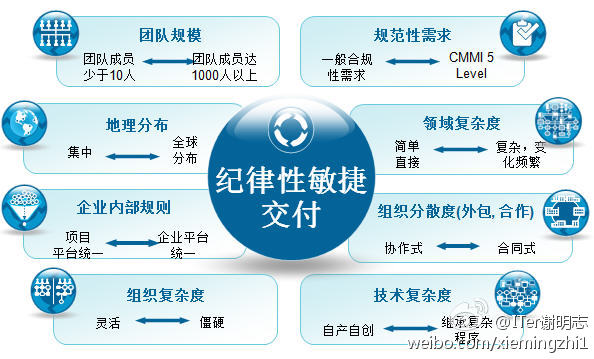 团队规模
团队成员
少于10人
团队成员达
1000人以上
规范性需求
一般合规
性需求
CMMI 5
Level
地理分布
集中
全球
分布
领域复杂度
简单
直接
复杂,变
化频繁
纪律性敏捷
交付
企业内部规则
项目
平台统一
企业平台
统一
组织分散度(外包, 合作)
协作式
合同式
组织复杂度
灵活
僵硬
技术复杂度
自产自创
继承复杂
程序
@ITer谢明志
weibo.com/xiemingzhi1